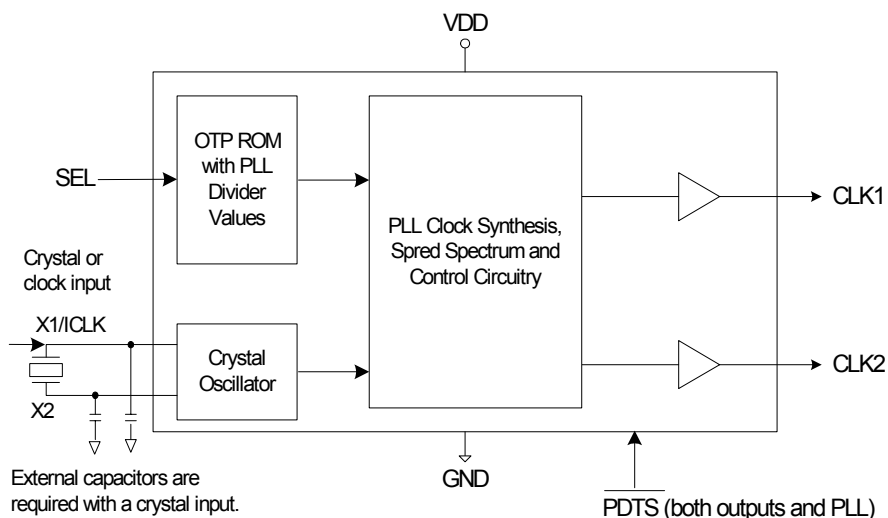 VDD
OTP ROM
with PLL
Divider
Values
SEL
CLK1
PLL Clock Synthesis,
Spred Spectrum and
Control Circuitry
Crystal or
clock input
X1/ICLK
Crystal
Oscillator
CLK2
X2
GND
External capacitors are
required with a crystal input.
PDTS (both outputs and PLL)